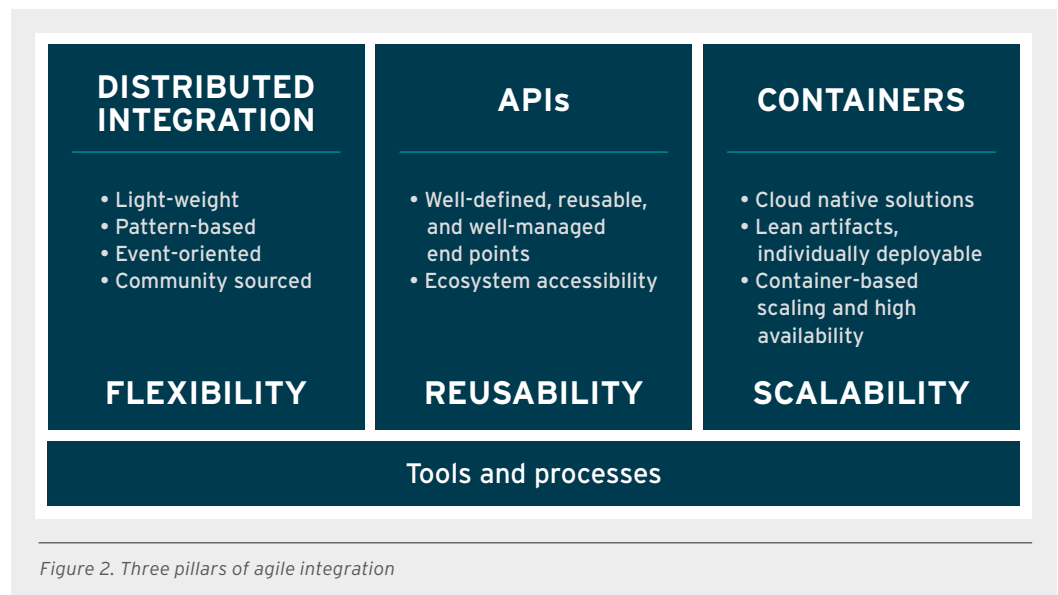 DISTRIBUTED
INTEGRATION
• Light-weight
• Pattern-based
• Event-oriented
• Community sourced
FLEXIBILITY
APIs
• Well-defined, reusable,
and well-managed
end points
• Ecosystem accessibility
REUSABILITY
CONTAINERS
• Cloud native solutions
• Lean artifacts,
individually deployable
• Container-based
scaling and high
availability
SCALABILITY
Tools and processes
Figure 2. Three pillars of agile integration